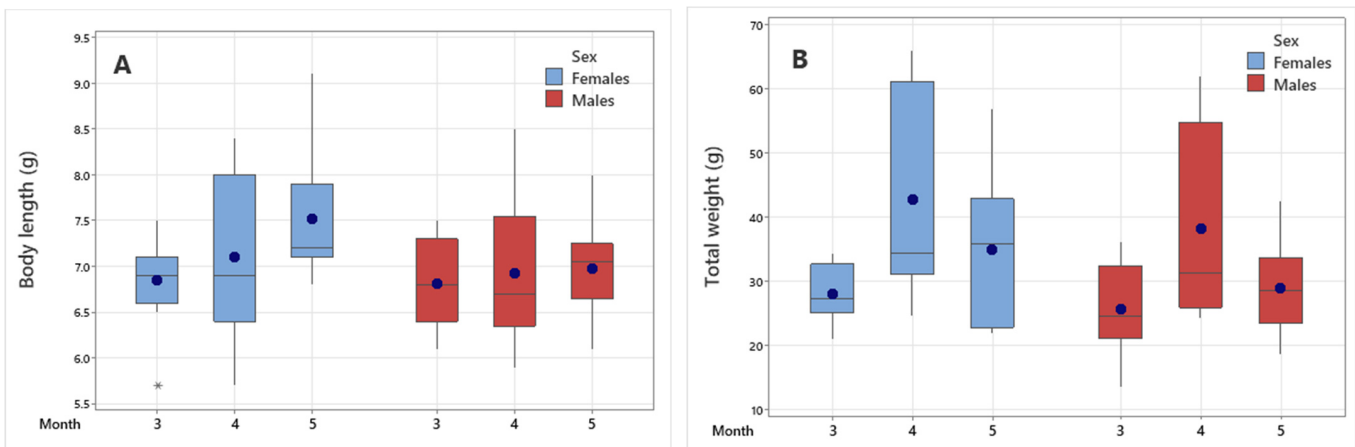 A
Sex
Females
Males
Body length (g)
9.5
9.0
8.5
8.0
7.5
7.0
6.5
6.0
5.5
*
Month 3 4 5 3 4 5
B
Sex
Females
Males
Total weight (g)
70
60
50
40
30
20
10
Month 3 4 5 3 4 5